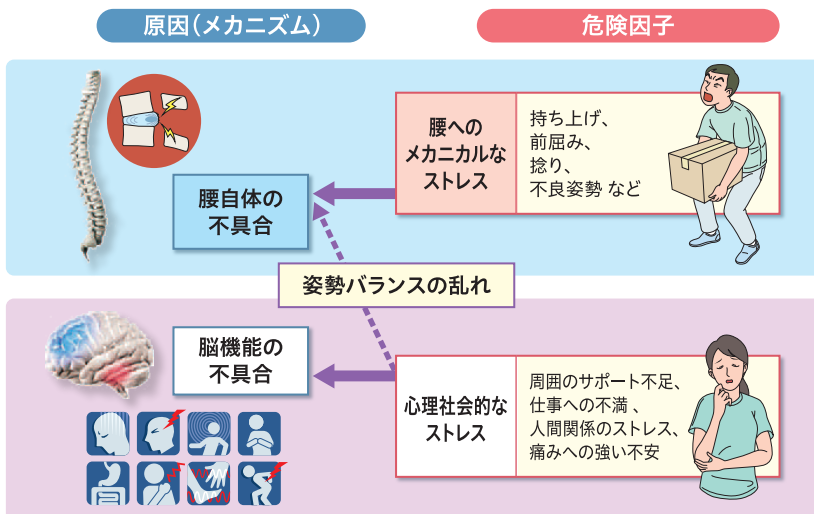 原因（メカニズム）
危険因子
腰への
メカニカルな
ストレス
持ち上げ、
前屈み、
捻り、
不良姿勢 など
腰自体の
不具合
姿勢バランスの乱れ
脳機能の
不具合
心理社会的な
ストレス
周囲のサポート不足、
仕事への不満 、
人間関係のストレス、
痛みへの強い不安